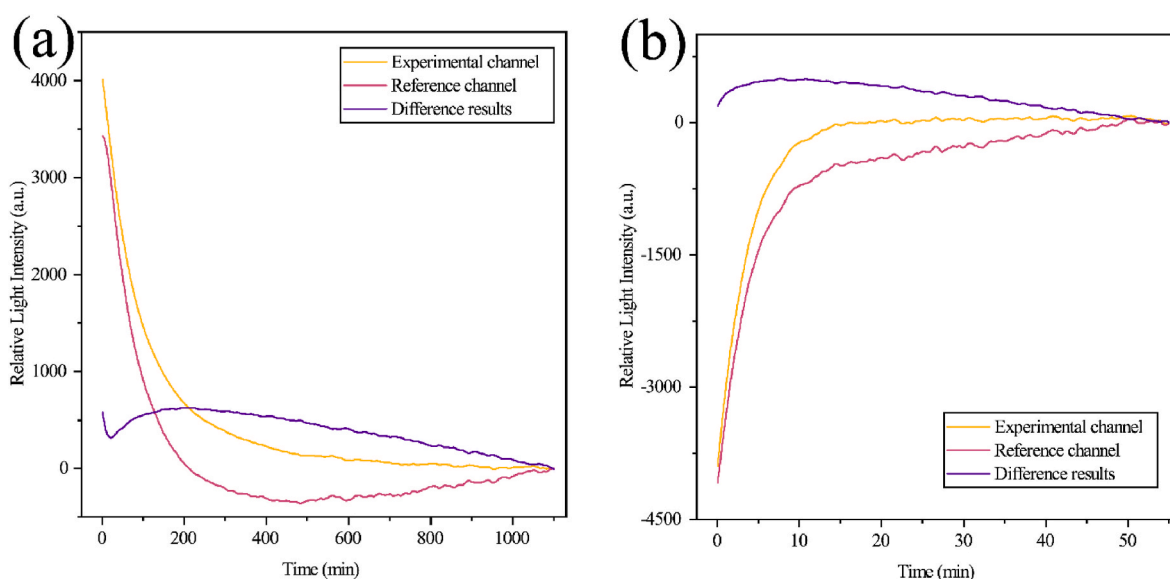 (a)
Experimental channel
Reference channel
Difference results
4000
3000
2000
1000
0
Relative Light Intensity (a.u.)
0 200 400 600 800 1000
Time (min)
(b)
0
-1500
-3000
-4500
Relative Light Intensity (a.u.)
Experimental channel
Reference channel
Difference results
0 10 20 30 40 50
Time (min)